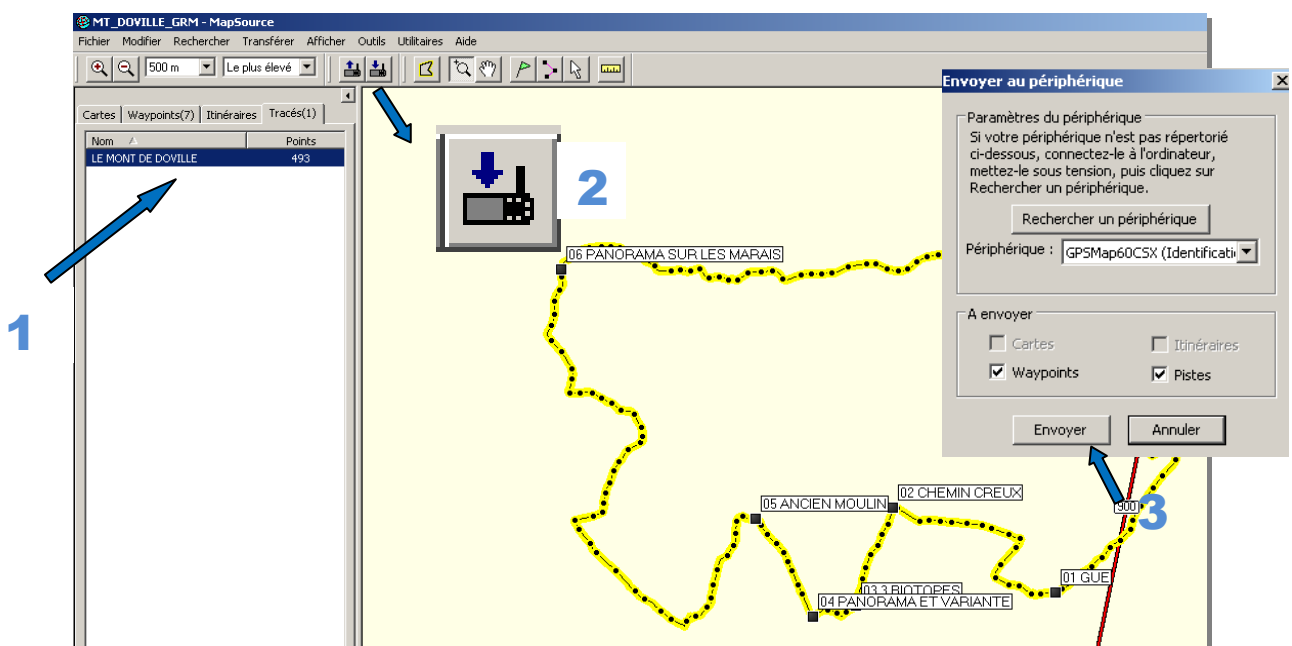 MT_DOVILLE_GRM - MapSource
Fichier Modifier Rechercher Transférer Afficher Outils Utilitaires Aide
500 m Le plus élevé
Cartes Waypoints(7) Itinéraires Tracés(1)
Nom Points
LE MONT DE DOVILLE 493
1
2
Envoyer au périphérique
Paramètres du périphérique
Si votre périphérique n'est pas répertorié
ci-dessous, connectez-le à l'ordinateur,
mettez-le sous tension, puis cliquez sur
Rechercher un périphérique.
Rechercher un périphérique
Périphérique : GPSMap60CSX (Identificati
A envoyer
Cartes Itinéraires
Waypoints Pistes
Envoyer Annuler
3
06 PANORAMA SUR LES MARAIS
02 CHEMIN CREUX
05 ANCIEN MOULIN
900
01 GUE
03 3 BIOTOPES
04 PANORAMA ET VARIANTE